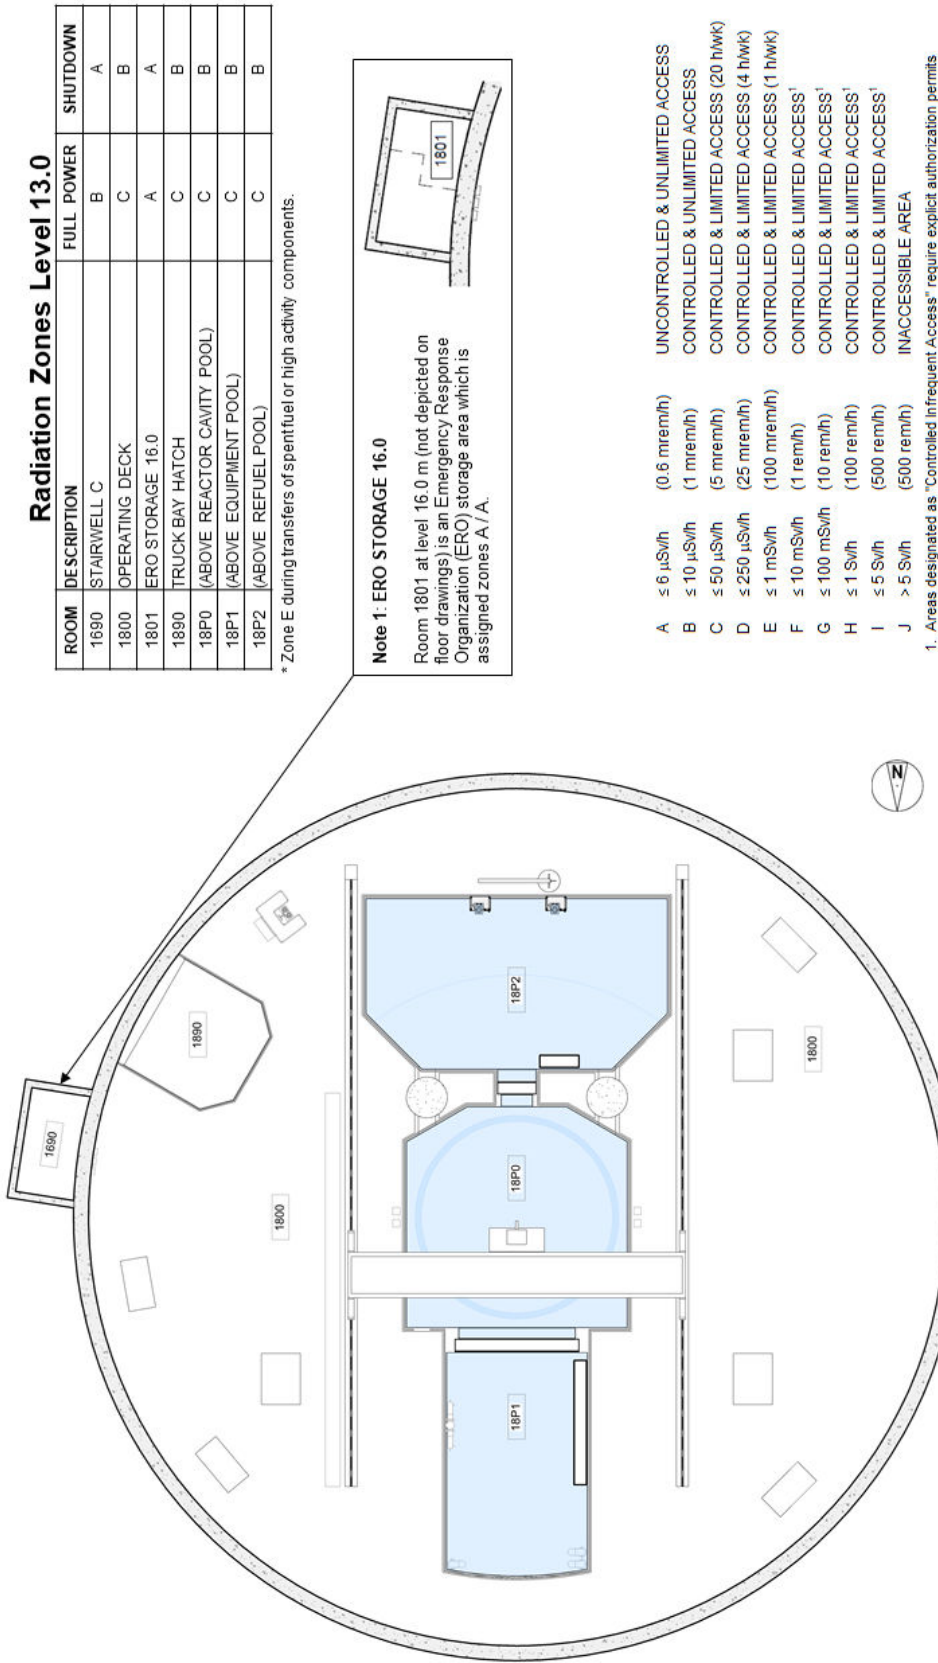 Radiation Zones Level 13.0
ROOM DESCRIPTION FULL POWER SHUTDOWN
1690 STAIRWELL C B A
1800 OPERATING DECK C B
1801 ERO STORAGE 16.0 A A
1890 TRUCK BAY HATCH C B
18P0 (ABOVE REACTOR CAVITY POOL) C B
18P1 (ABOVE EQUIPMENT POOL) C B
18P2 (ABOVE REFUEL POOL) C B
* Zone E during transfers of spent fuel or high activity components.
Note 1: ERO STORAGE 16.0
Room 1801 at level 16.0 m (not depicted on
floor drawings) is an Emergency Response
Organization (ERO) storage area which is
assigned zones A / A.
1801
A ≤ 6 µSv/h (0.6 mrem/h) UNCONTROLLED & UNLIMITED ACCESS
B ≤ 10 µSv/h (1 mrem/h) CONTROLLED & UNLIMITED ACCESS
C ≤ 50 µSv/h (5 mrem/h) CONTROLLED & LIMITED ACCESS (20 h/wk)
D ≤ 250 µSv/h (25 mrem/h) CONTROLLED & LIMITED ACCESS (4 h/wk)
E ≤ 1 mSv/h (100 mrem/h) CONTROLLED & LIMITED ACCESS (1 h/wk)
F ≤ 10 mSv/h (1 rem/h) CONTROLLED & LIMITED ACCESS¹
G ≤ 100 mSv/h (10 rem/h) CONTROLLED & LIMITED ACCESS¹
H ≤ 1 Sv/h (100 rem/h) CONTROLLED & LIMITED ACCESS¹
I ≤ 5 Sv/h (500 rem/h) CONTROLLED & LIMITED ACCESS¹
J > 5 Sv/h (500 rem/h) INACCESSIBLE AREA
1. Areas designated as "Controlled Infrequent Access" require explicit authorization permits
1690
1890
1800
18P2
18P0
18P1
1800
N